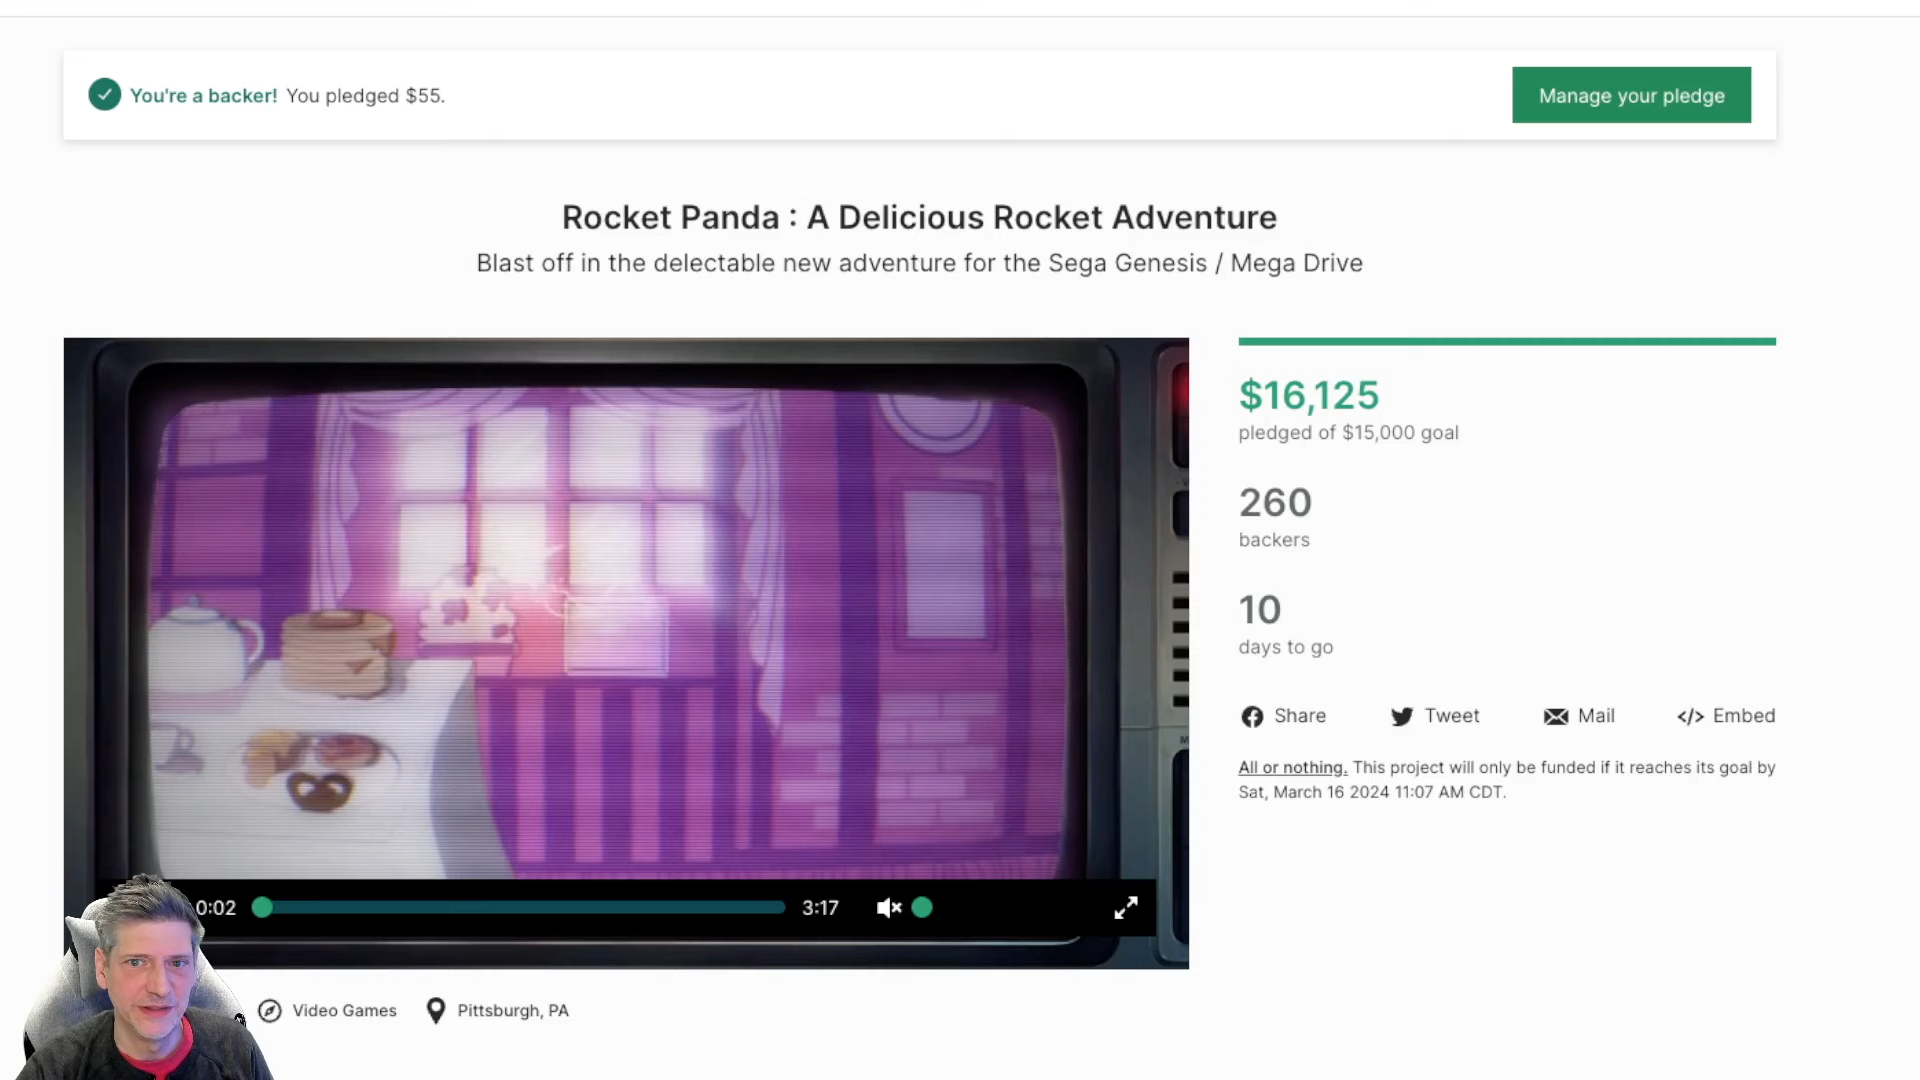 You're a backer! You pledged $55.
Manage your pledge
Rocket Panda : A Delicious Rocket Adventure
Blast off in the delectable new adventure for the Sega Genesis / Mega Drive
$16,125
pledged of $15,000 goal
260
backers
10
days to go
Share
Tweet
Mail
Embed
All or nothing. This project will only be funded if it reaches its goal by
Sat, March 16 2024 11:07 AM CDT.
0:02
3:17
Video Games
Pittsburgh, PA